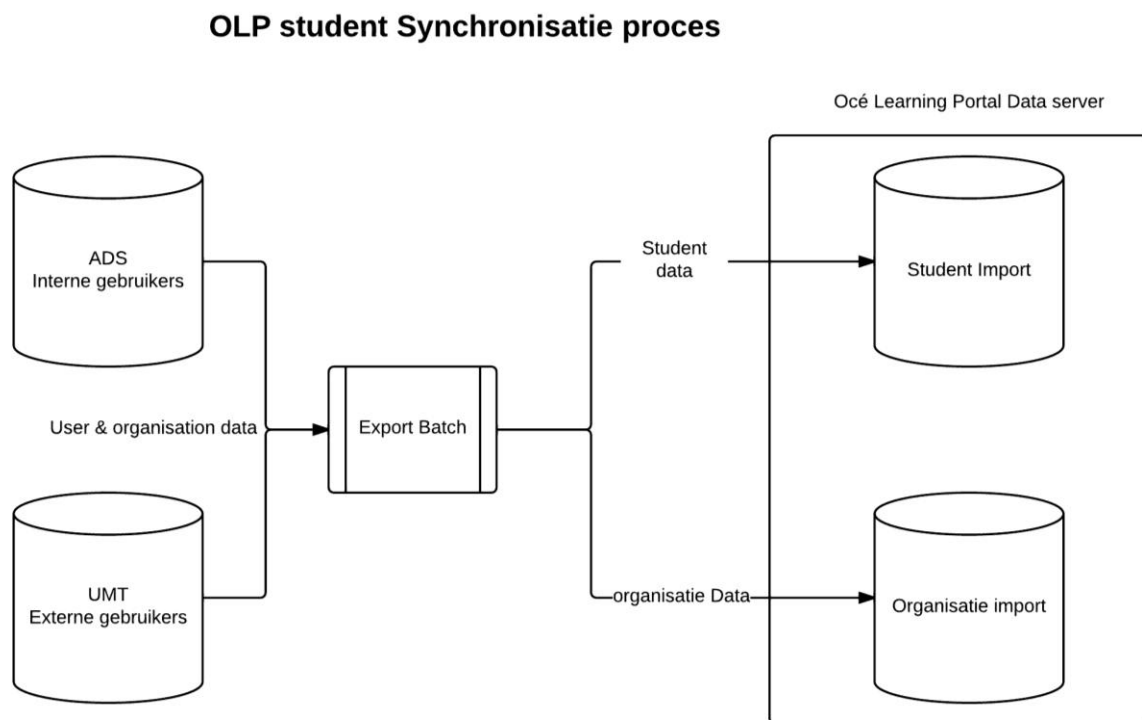 OLP student Synchronisatie proces
Océ Learning Portal Data server
ADS
Interne gebruikers
Student
data
Student Import
User & organisation data
Export Batch
UMT
Externe gebruikers
organisatie Data
Organisatie import